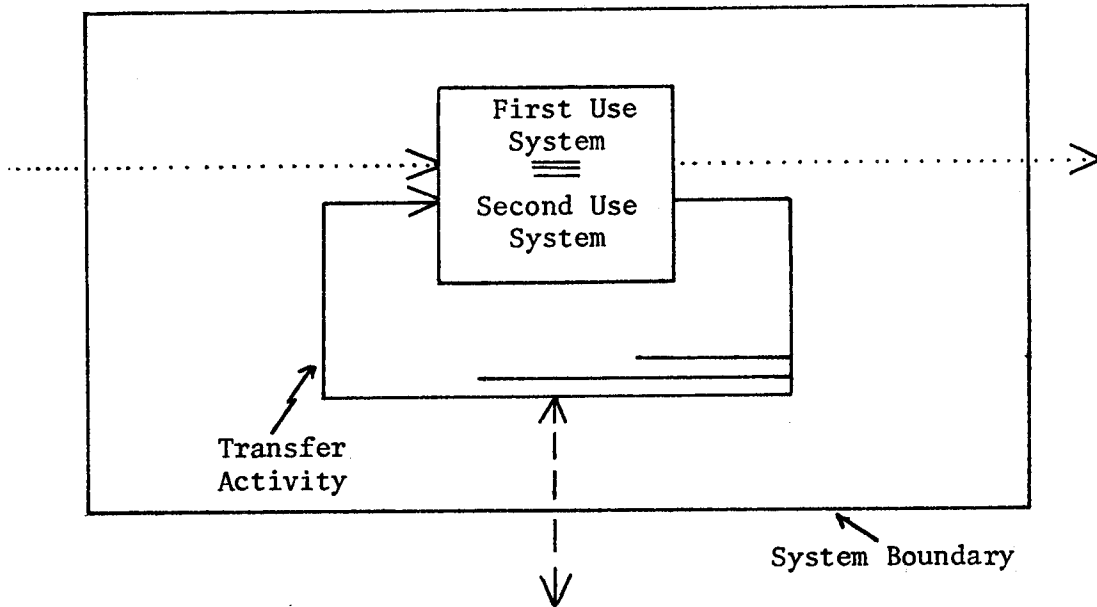 First Use
System
≡
Second Use
System
Transfer
Activity
System Boundary